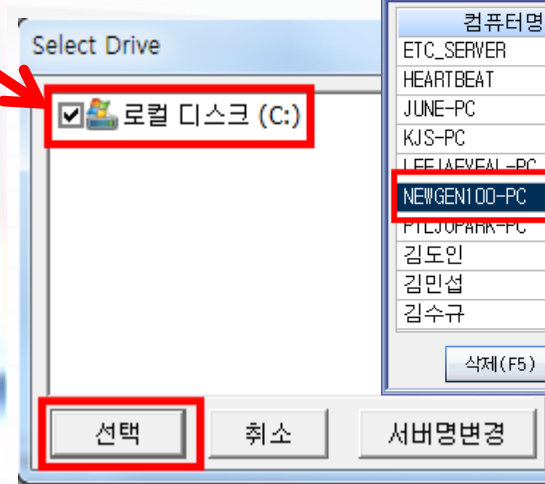 Select Drive
로컬 디스크 (C:)
선택
취소
서버명변경
컴퓨터명
ETC_SERVER
HEARTBEAT
JUNE-PC
KJS-PC
NEWGEN100-PC
김도인
김민섭
김수규
삭제(F5)